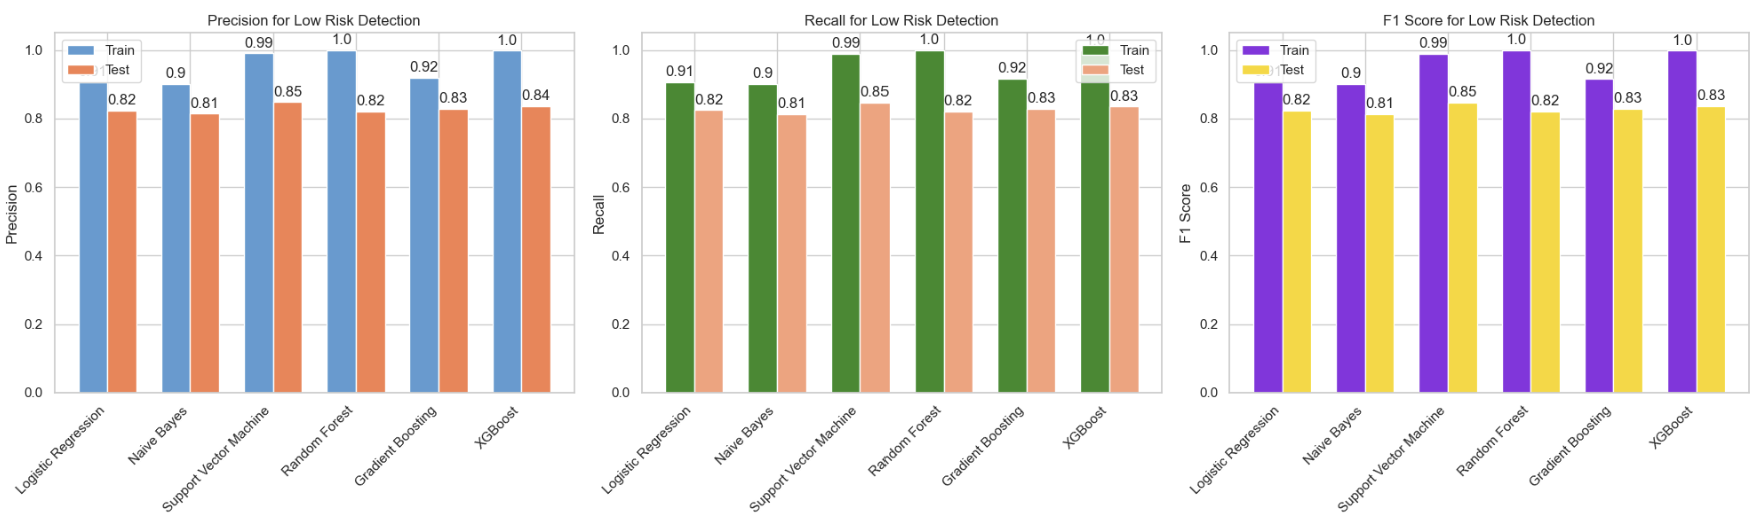 Precision for Low Risk Detection
Train
Test
0.82
0.9
0.81
0.99
0.85
1.0
0.82
0.92
0.83
1.0
0.84
1.0
0.8
0.6
0.4
0.2
0.0
Precision
Logistic Regression
Naive Bayes
Support Vector Machine
Random Forest
Gradient Boosting
XGBoost
Recall for Low Risk Detection
Train
Test
0.91
0.82
0.9
0.81
0.99
0.85
1.0
0.82
0.92
0.83
1.0
0.83
1.0
0.8
0.6
0.4
0.2
0.0
Recall
Logistic Regression
Naive Bayes
Support Vector Machine
Random Forest
Gradient Boosting
XGBoost
F1 Score for Low Risk Detection
Train
Test
0.82
0.9
0.81
0.99
0.85
1.0
0.82
0.92
0.83
1.0
0.83
1.0
0.8
0.6
0.4
0.2
0.0
F1 Score
Logistic Regression
Naive Bayes
Support Vector Machine
Random Forest
Gradient Boosting
XGBoost